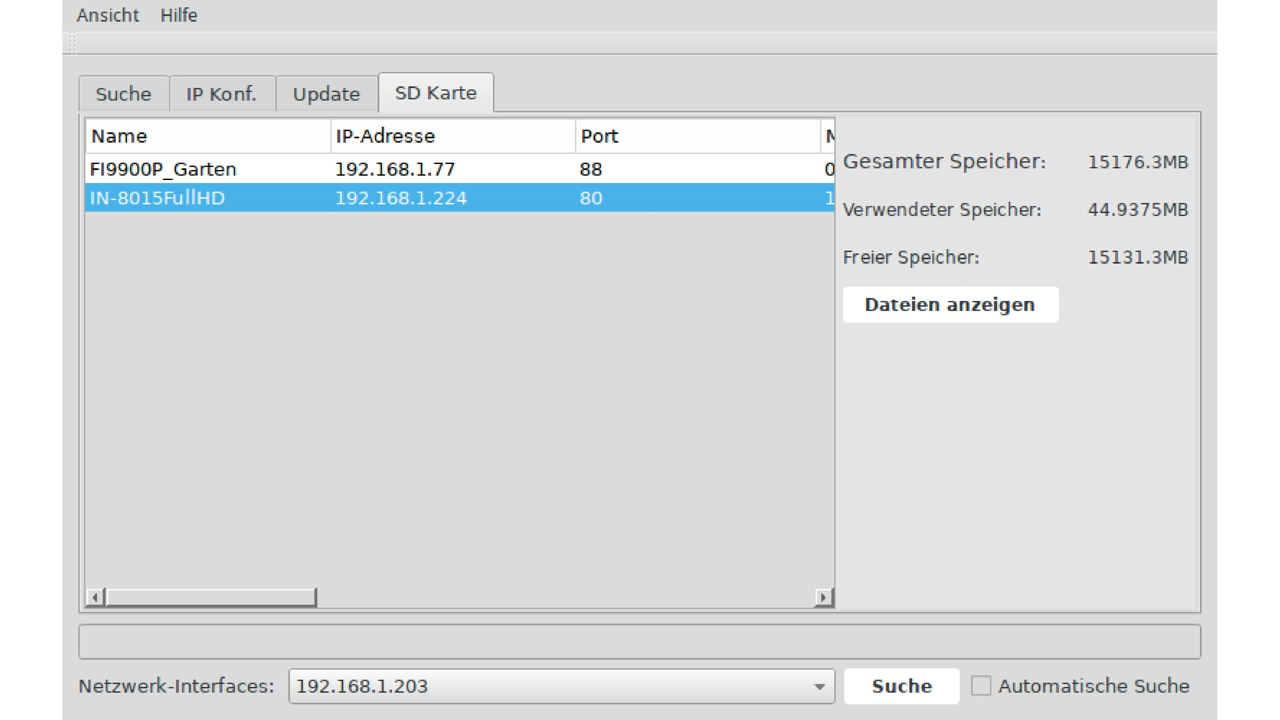 Ansicht Hilfe
Suche IP Konf. Update SD Karte
Name IP-Adresse Port
FI9900P_Garten 192.168.1.77 88 0
IN-8015FullHD 192.168.1.224 80 1
Gesamter Speicher: 15176.3MB
Verwendeter Speicher: 44.9375MB
Freier Speicher: 15131.3MB
Dateien anzeigen
Netzwerk-Interfaces: 192.168.1.203 Suche Automatische Suche